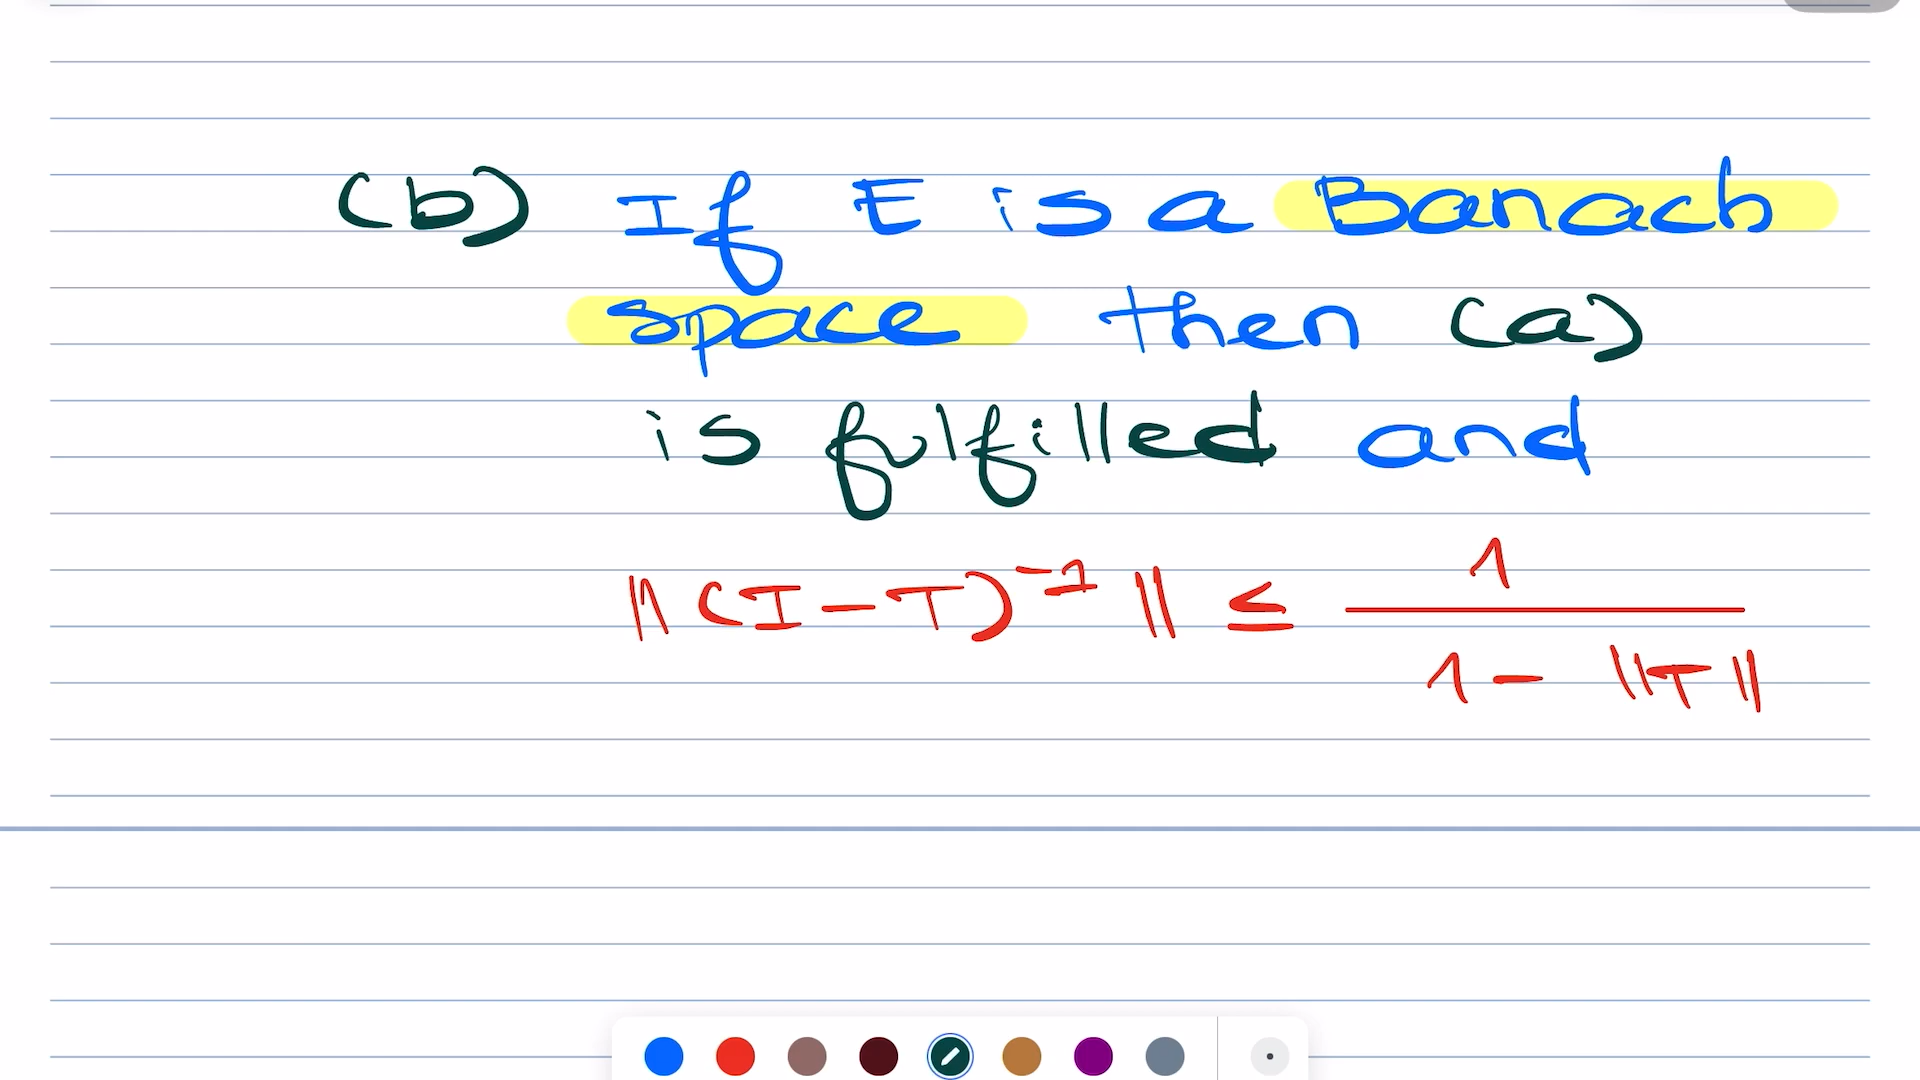 (b) If E is a Banach
space then (a)
is fulfilled and
‖(I-T)⁻¹‖ ≤ 1 / (1 - ‖T‖)